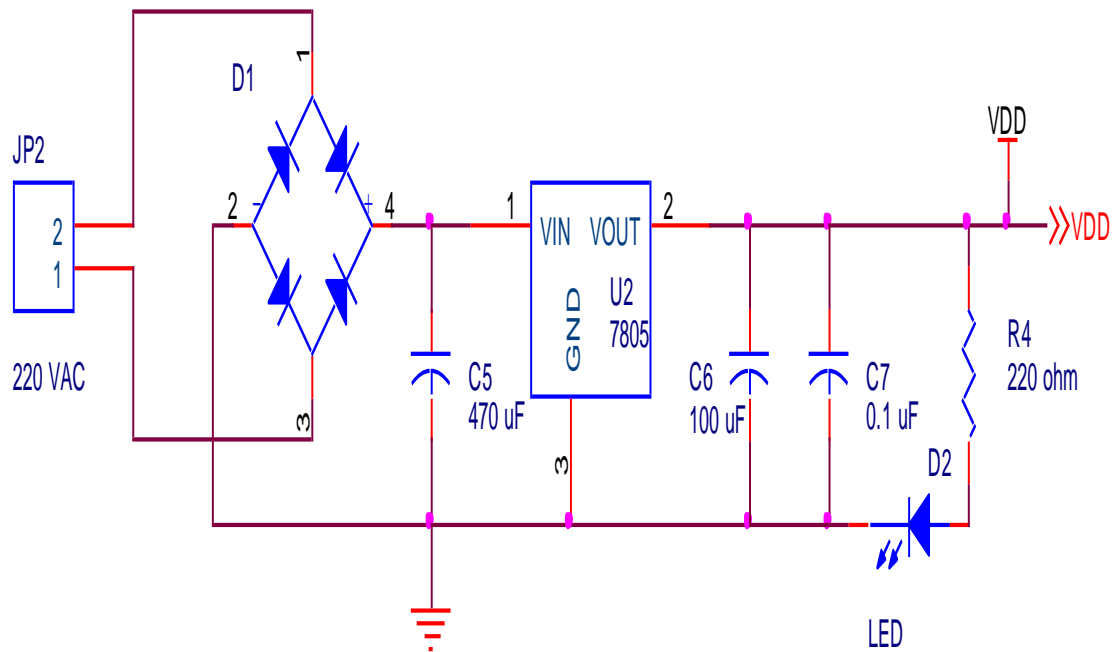 JP2
2
1
220 VAC
D1
1
2
-
+
4
3
1
VIN VOUT
2
GND
U2
7805
3
C5
470 uF
C6
100 uF
C7
0.1 uF
VDD
VDD
R4
220 ohm
D2
LED